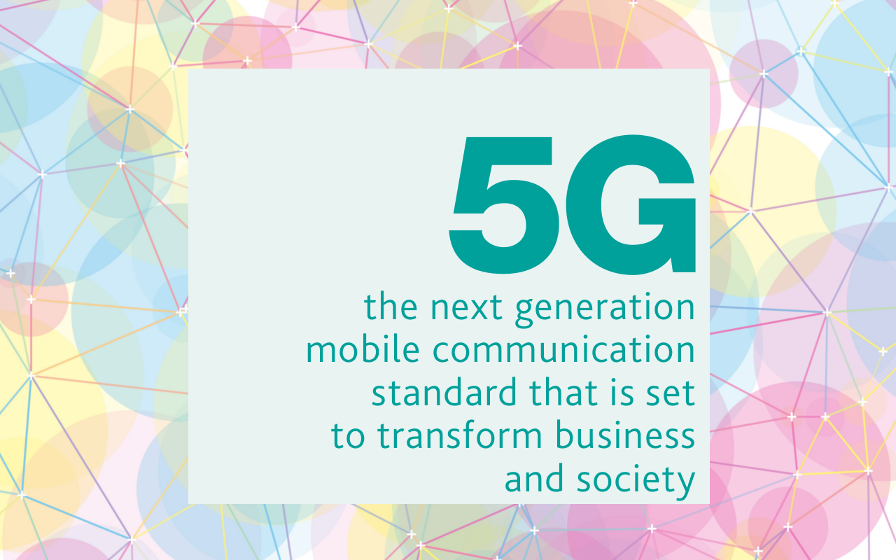 5G
the next generation
mobile communication
standard that is set
to transform business
and society